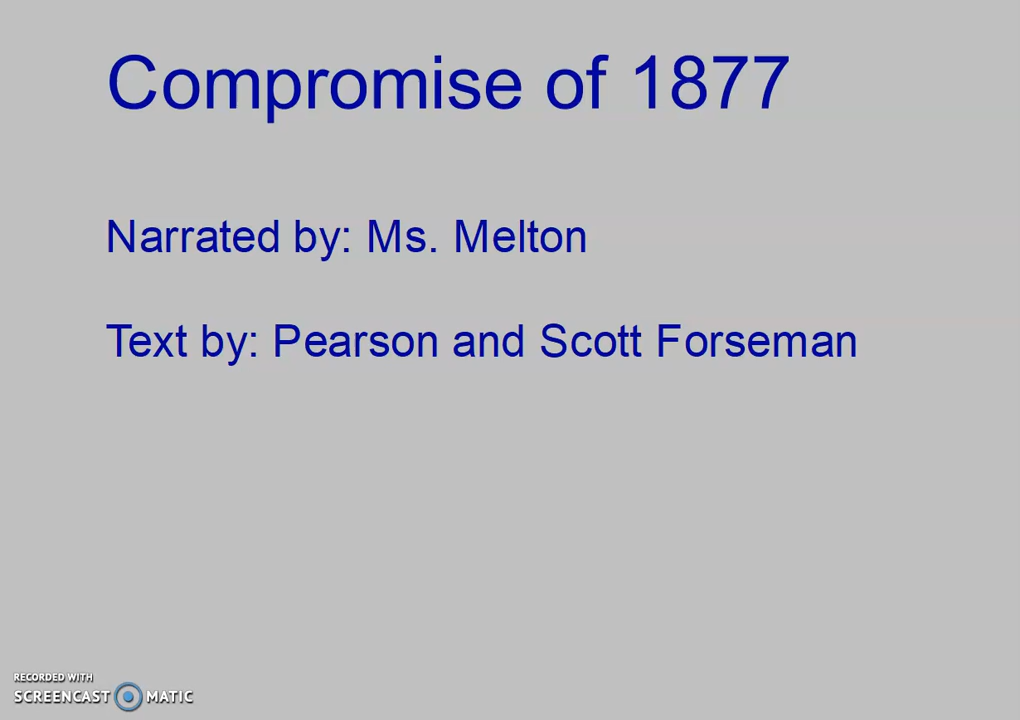 Compromise of 1877
Narrated by: Ms. Melton
Text by: Pearson and Scott Forseman
RECORDED WITH
SCREENCAST MATIC